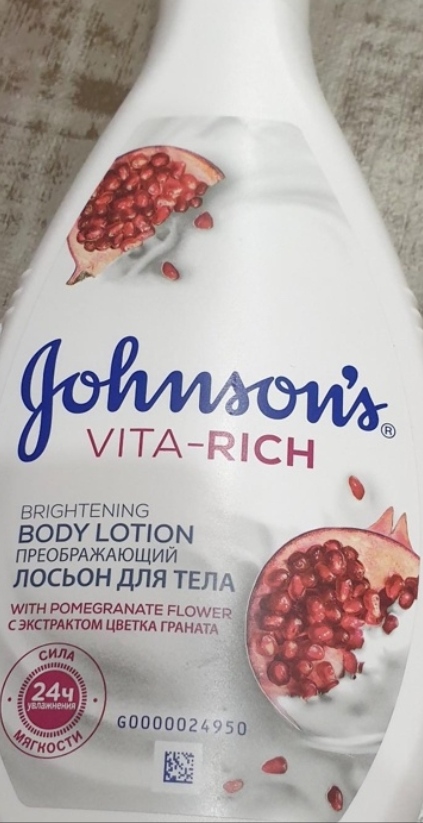 Johnson's®
VITA-RICH
BRIGHTENING
BODY LOTION
ПРЕОБРАЖАЮЩИЙ
ЛОСЬОН ДЛЯ ТЕЛА
WITH POMEGRANATE FLOWER
С ЭКСТРАКТОМ ЦВЕТКА ГРАНАТА
СИЛА
24ч
увлажнения
МЯГКОСТИ
G0000024950